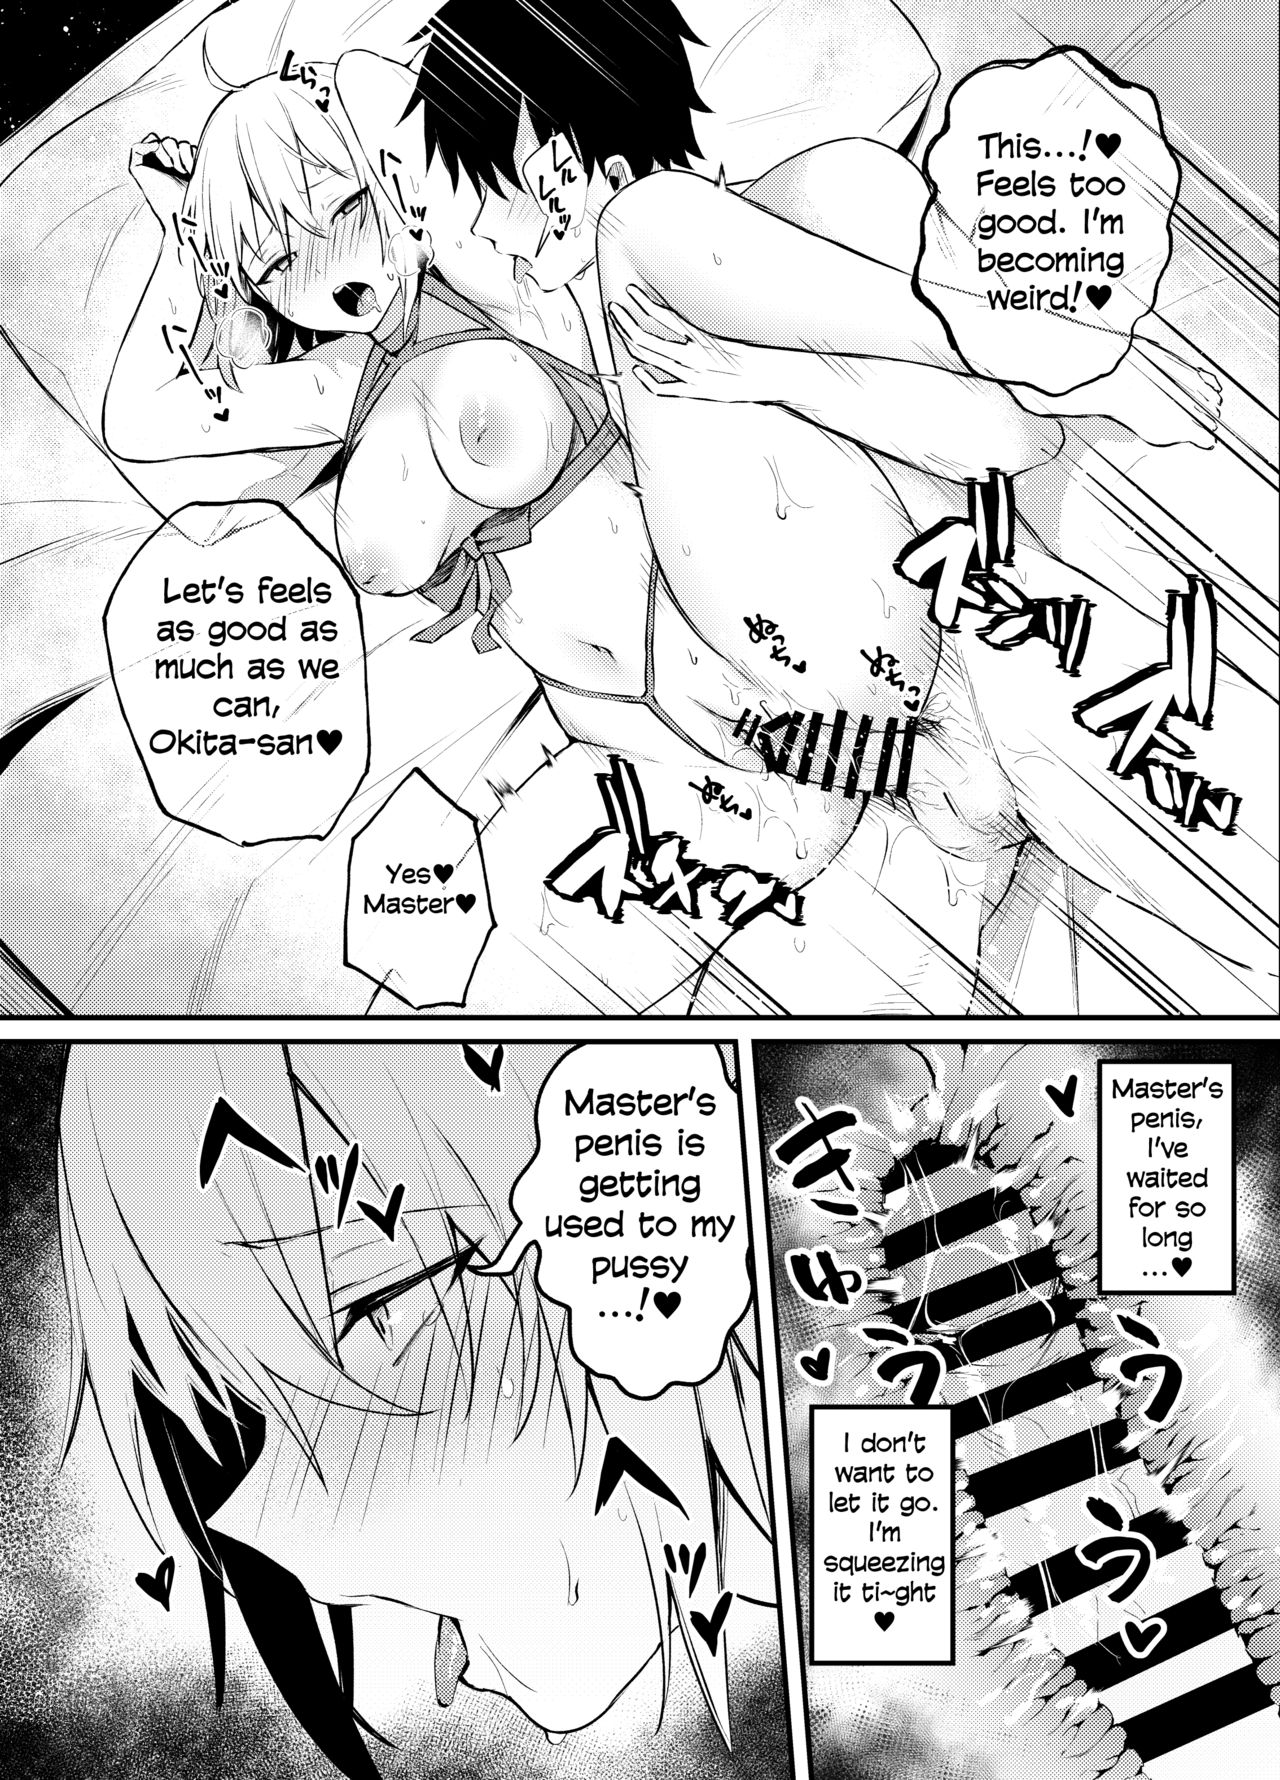 This...!♥
Feels too
good. I'm
becoming
weird!♥
Let's feels
as good as
much as we
can,
Okita-san♥
Yes♥
Master♥
Master's
penis,
I've
waited
for so
long
...♥
I don't
want to
let it go.
I'm
squeezing
it ti~ght
♥
Master's
penis is
getting
used to my
pussy
...!♥